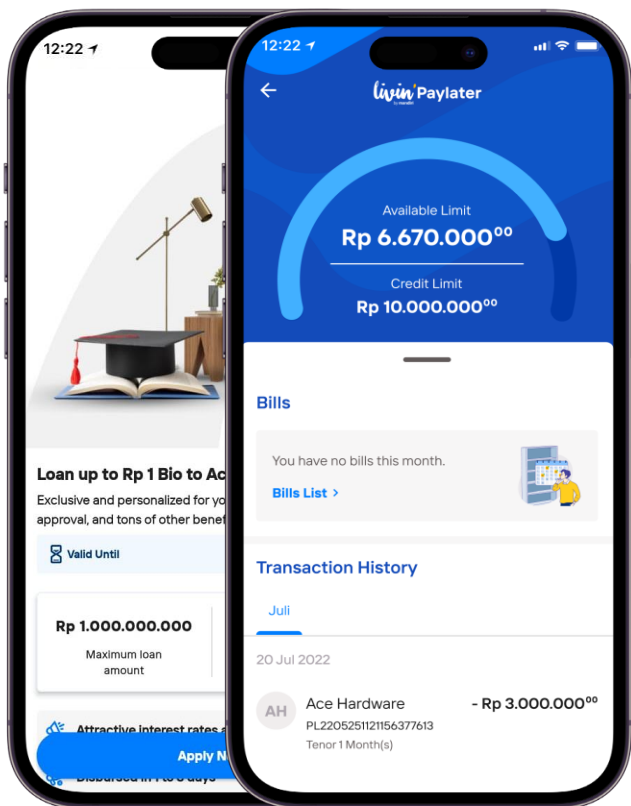 12:22
Loan up to Rp 1 Bio to Ac
Exclusive and personalized for yo
approval, and tons of other benef
Valid Until
Rp 1.000.000.000
Maximum loan
amount
Attractive interest rates a
Apply N
Disbursed in 1 to 3 days
12:22
livin' Paylater
by mandiri
Available Limit
Rp 6.670.000⁰⁰
Credit Limit
Rp 10.000.000⁰⁰
Bills
You have no bills this month.
Bills List >
Transaction History
Juli
20 Jul 2022
AH
Ace Hardware
- Rp 3.000.000⁰⁰
PL2205251121156377613
Tenor 1 Month(s)